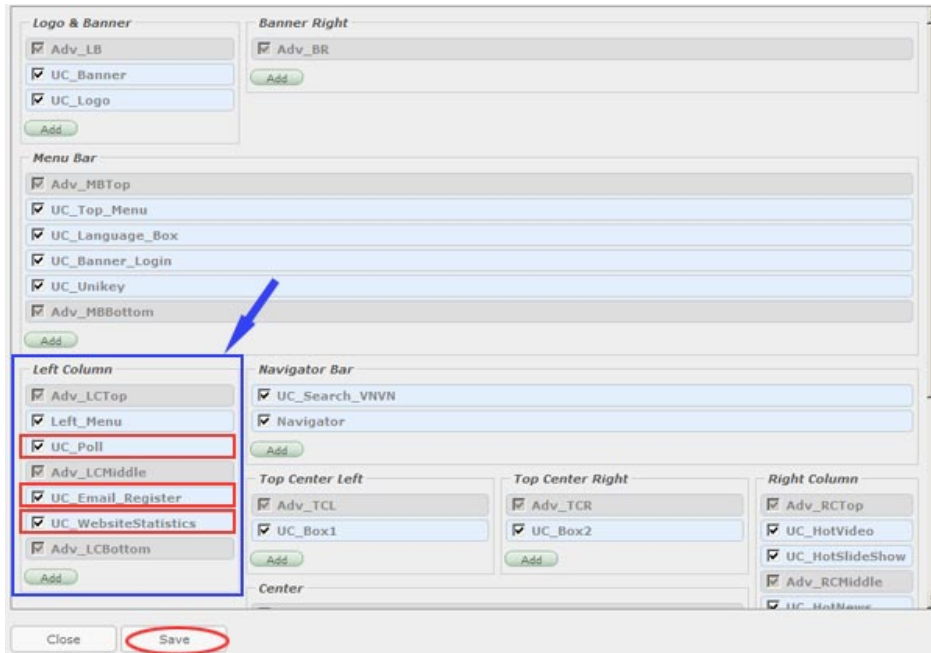 Logo & Banner
Adv_LB
UC_Banner
UC_Logo
Add
Banner Right
Adv_BR
Add
Menu Bar
Adv_MBTop
UC_Top_Menu
UC_Language_Box
UC_Banner_Login
UC_Unikey
Adv_MBBottom
Add
Left Column
Adv_LCTop
Left_Menu
UC_Poll
Adv_LCMiddle
UC_Email_Register
UC_WebsiteStatistics
Adv_LCBottom
Add
Navigator Bar
UC_Search_VNVN
Navigator
Add
Top Center Left
Adv_TCL
UC_Box1
Add
Top Center Right
Adv_TCR
UC_Box2
Add
Right Column
Adv_RCTop
UC_HotVideo
UC_HotSlideShow
Adv_RCMiddle
UC_HotNews
Center
Close
Save